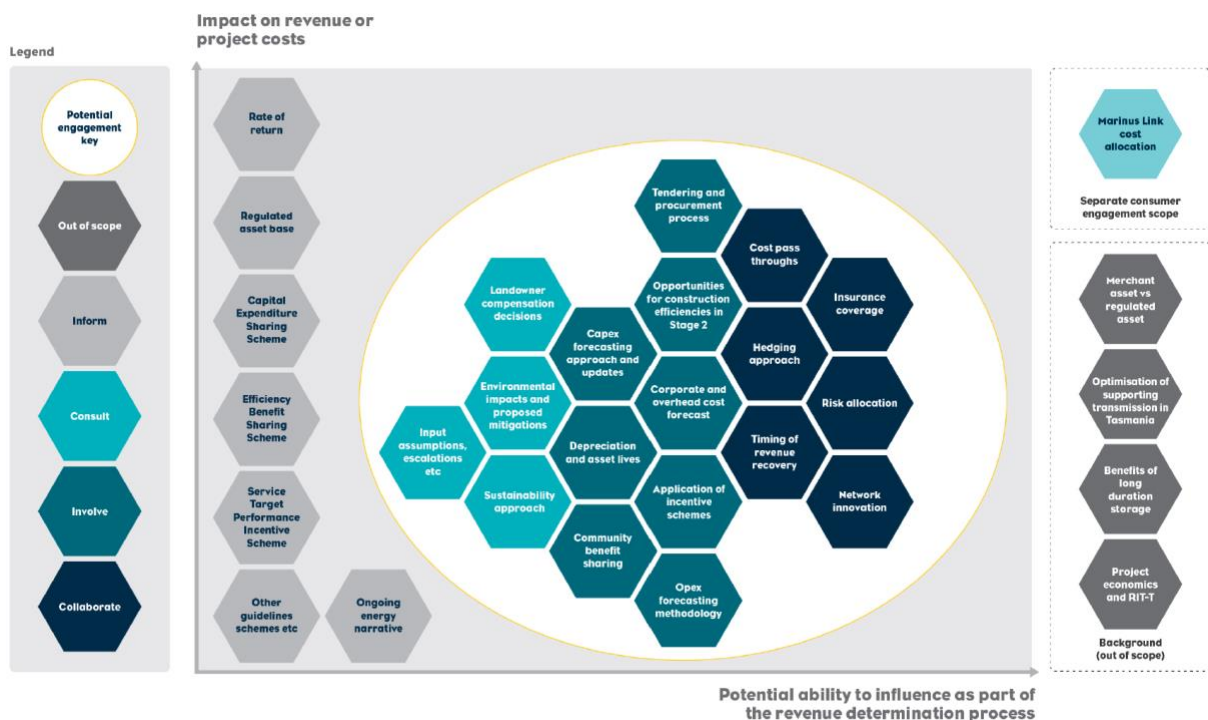 Impact on revenue or
project costs
Legend
Potential
engagement
key
Out of scope
Inform
Consult
Involve
Collaborate
Rate of
return
Regulated
asset base
Capital
Expenditure
Sharing
Scheme
Efficiency
Benefit
Sharing
Scheme
Service
Target
Performance
Incentive
Scheme
Other
guidelines
schemes etc
Ongoing
energy
narrative
Input
assumptions,
escalations
etc
Landowner
compensation
decisions
Environmental
impacts and
proposed
mitigations
Sustainability
approach
Capex
forecasting
approach and
updates
Depreciation
and asset lives
Community
benefit
sharing
Tendering and
procurement
process
Opportunities
for construction
efficiencies in
Stage 2
Corporate and
overhead cost
forecast
Application of
incentive
schemes
Opex
forecasting
methodology
Cost pass
throughs
Hedging
approach
Timing of
revenue
recovery
Insurance
coverage
Risk allocation
Network
innovation
Marinus Link
cost
allocation
Separate consumer
engagement scope
Merchant
asset vs
regulated
asset
Optimisation of
supporting
transmission in
Tasmania
Benefits of
long
duration
storage
Project
economics
and RIT-T
Background
(out of scope)
Potential ability to influence as part of
the revenue determination process